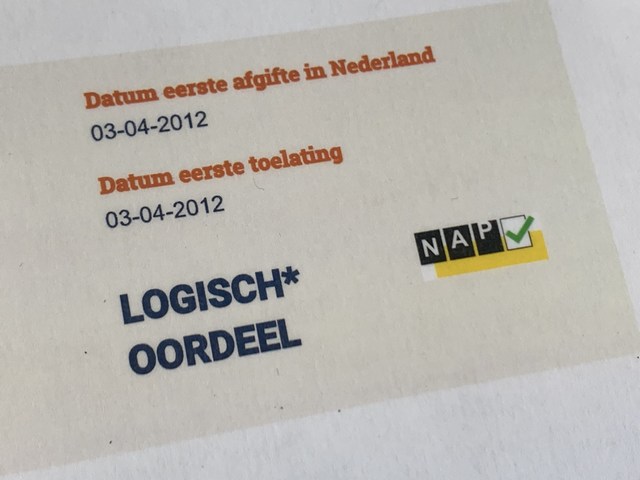 Datum eerste afgifte in Nederland
03-04-2012
Datum eerste toelating
03-04-2012
NAP
LOGISCH*
OORDEEL